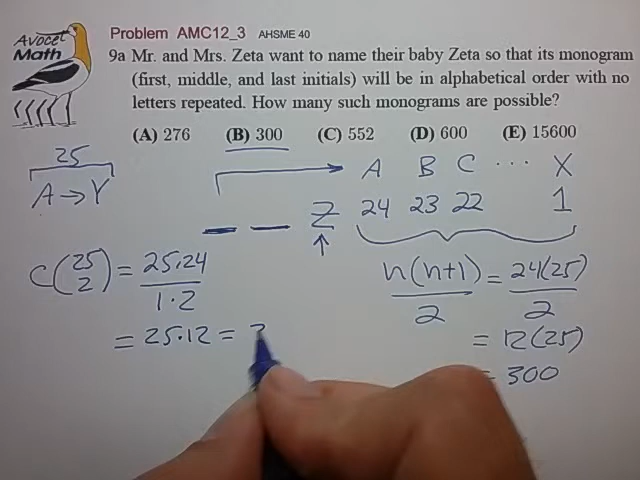 Avocet
Math
Problem AMC12_3 AHSME 40
9a Mr. and Mrs. Zeta want to name their baby Zeta so that its monogram
(first, middle, and last initials) will be in alphabetical order with no
letters repeated. How many such monograms are possible?
(A) 276 (B) 300 (C) 552 (D) 600 (E) 15600
25
A→Y
A B C ... X
Z 24 23 22 1
C(25 2) = 25·24 / 1·2
= 25·12 =
n(n+1) / 2 = 24(25) / 2
= 12(25)
= 300